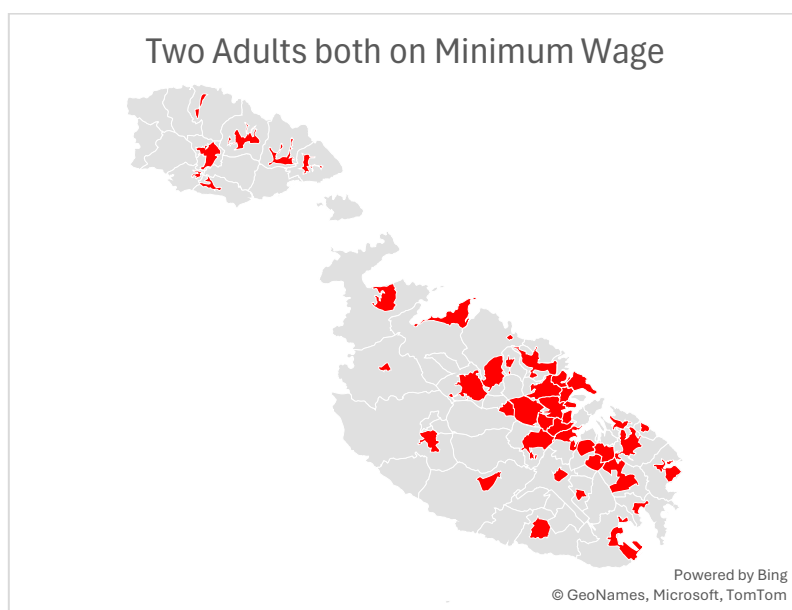 Two Adults both on Minimum Wage
Powered by Bing
© GeoNames, Microsoft, TomTom